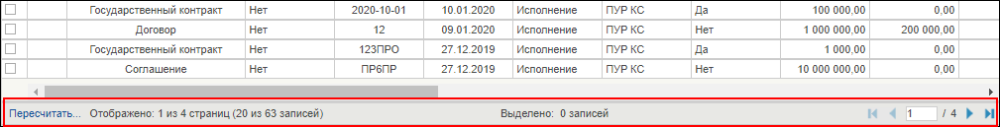 Государственный контракт Нет 2020-10-01 10.01.2020 Исполнение ПУР КС Да 100 000,00 0,00
Договор Нет 12 09.01.2020 Исполнение ПУР КС Нет 1 000 000,00 200 000,00
Государственный контракт Нет 123ПРО 27.12.2019 Исполнение ПУР КС Да 1 000,00 0,00
Соглашение Нет ПР6ПР 27.12.2019 Исполнение ПУР КС Нет 10 000 000,00 0,00
Пересчитать... Отображено: 1 из 4 страниц (20 из 63 записей) Выделено: 0 записей 1 / 4